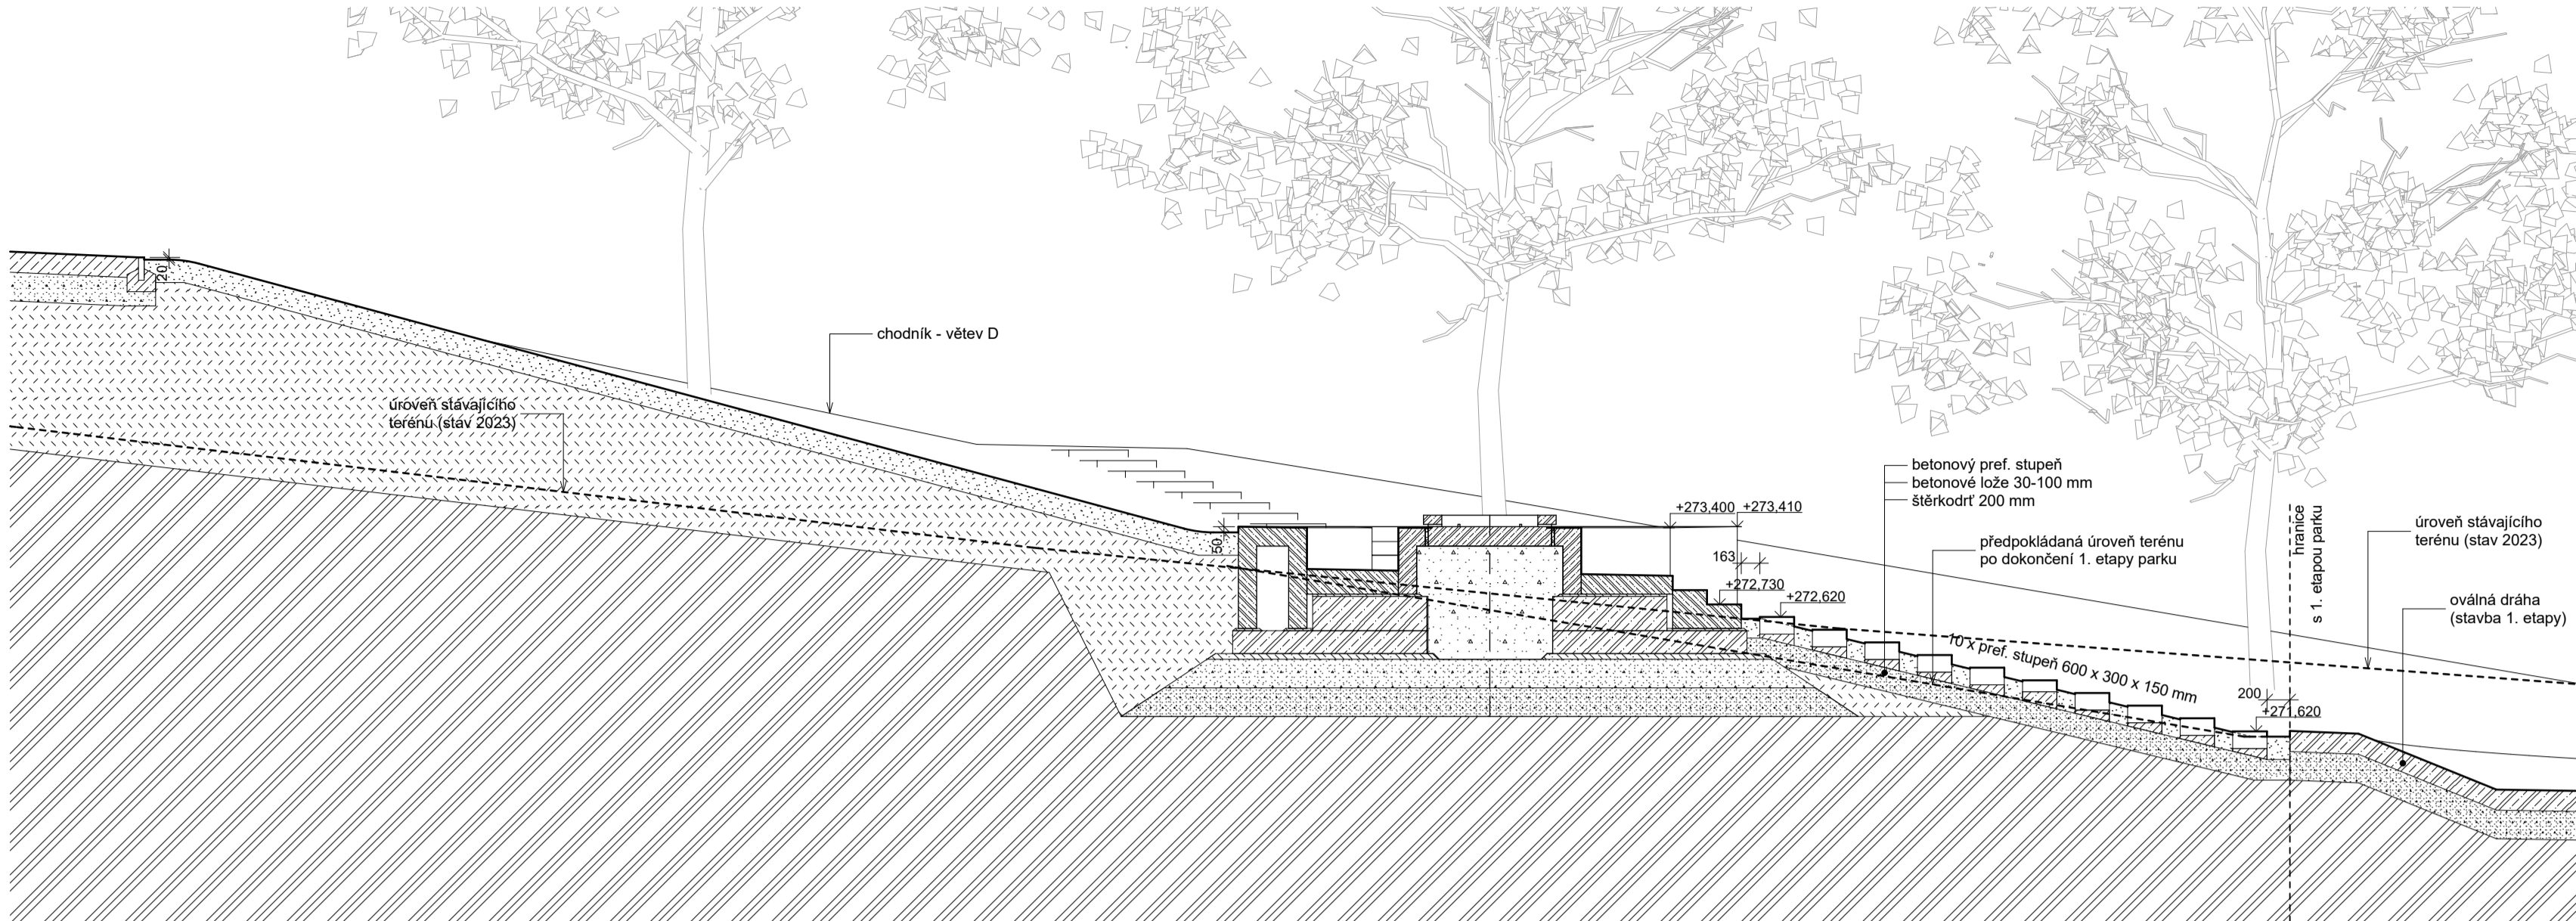 20
chodník - větev D
úroveň stávajícího
terénu (stav 2023)
50
+273,400
+273,410
163
+272,730
+272,620
betonový pref. stupeň
betonové lože 30-100 mm
štěrkodrť 200 mm
předpokládaná úroveň terénu
po dokončení 1. etapy parku
10 x pref. stupeň 600 x 300 x 150 mm
200
+271,620
hranice
s 1. etapou parku
úroveň stávajícího
terénu (stav 2023)
oválná dráha
(stavba 1. etapy)